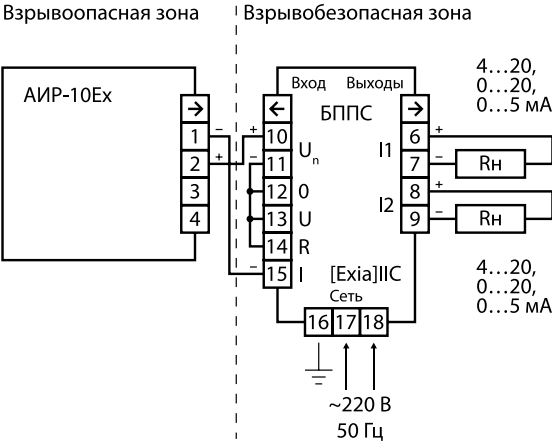 Взрывоопасная зона
Взрывобезопасная зона
АИР-10Ex
→
1 –
2 +
3
4
Вход Выходы
БППС
← →
+ 10 Uп
– 11
12 0
13 U
14 R
– 15 I
I1 6 +
7 – Rн
I2 8 +
9 – Rн
4…20,
0…20,
0…5 мА
4…20,
0…20,
0…5 мА
[Exia]IIC
Сеть
16 17 18
~220 В
50 Гц